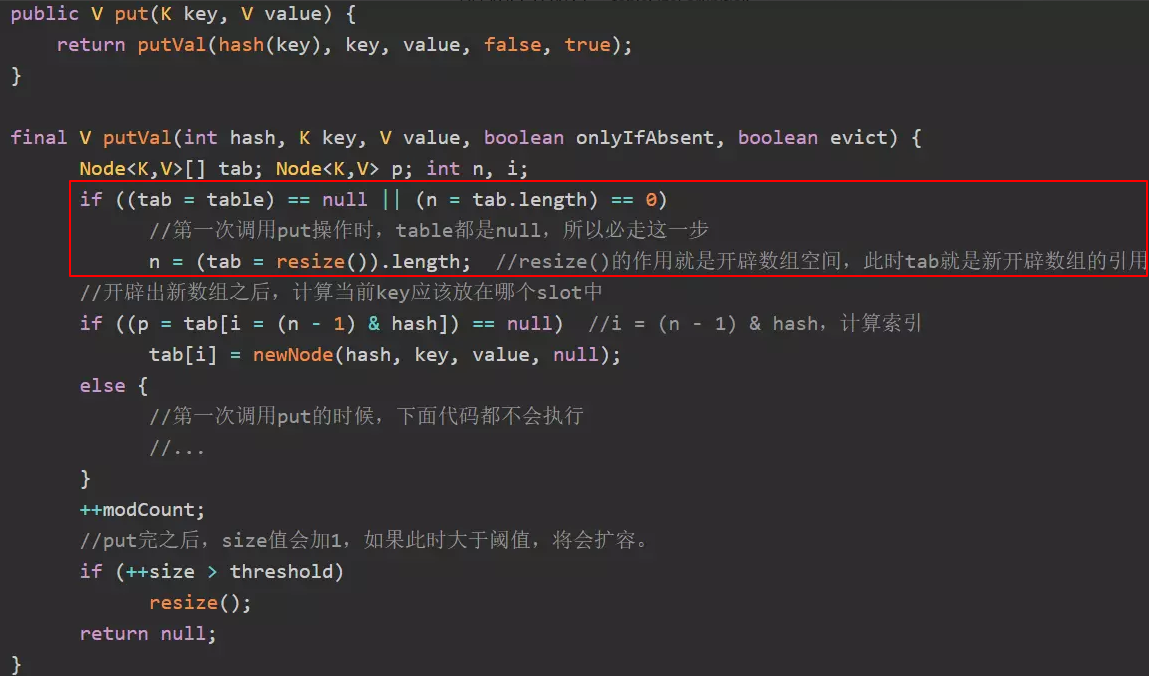 public V put(K key, V value) {
    return putVal(hash(key), key, value, false, true);
}
final V putVal(int hash, K key, V value, boolean onlyIfAbsent, boolean evict) {
      Node<K,V>[] tab; Node<K,V> p; int n, i;
      if ((tab = table) == null || (n = tab.length) == 0)
            //第一次调用put操作时，table都是null，所以必走这一步
            n = (tab = resize()).length;  //resize()的作用就是开辟数组空间，此时tab就是新开辟数组的引用
      //开辟出新数组之后，计算当前key应该放在哪个slot中
      if ((p = tab[i = (n - 1) & hash]) == null)  //i = (n - 1) & hash，计算索引
            tab[i] = newNode(hash, key, value, null);
      else {
            //第一次调用put的时候，下面代码都不会执行
            //...
      }
      ++modCount;
      //put完之后，size值会加1，如果此时大于阈值，将会扩容。
      if (++size > threshold)
            resize();
      return null;
}